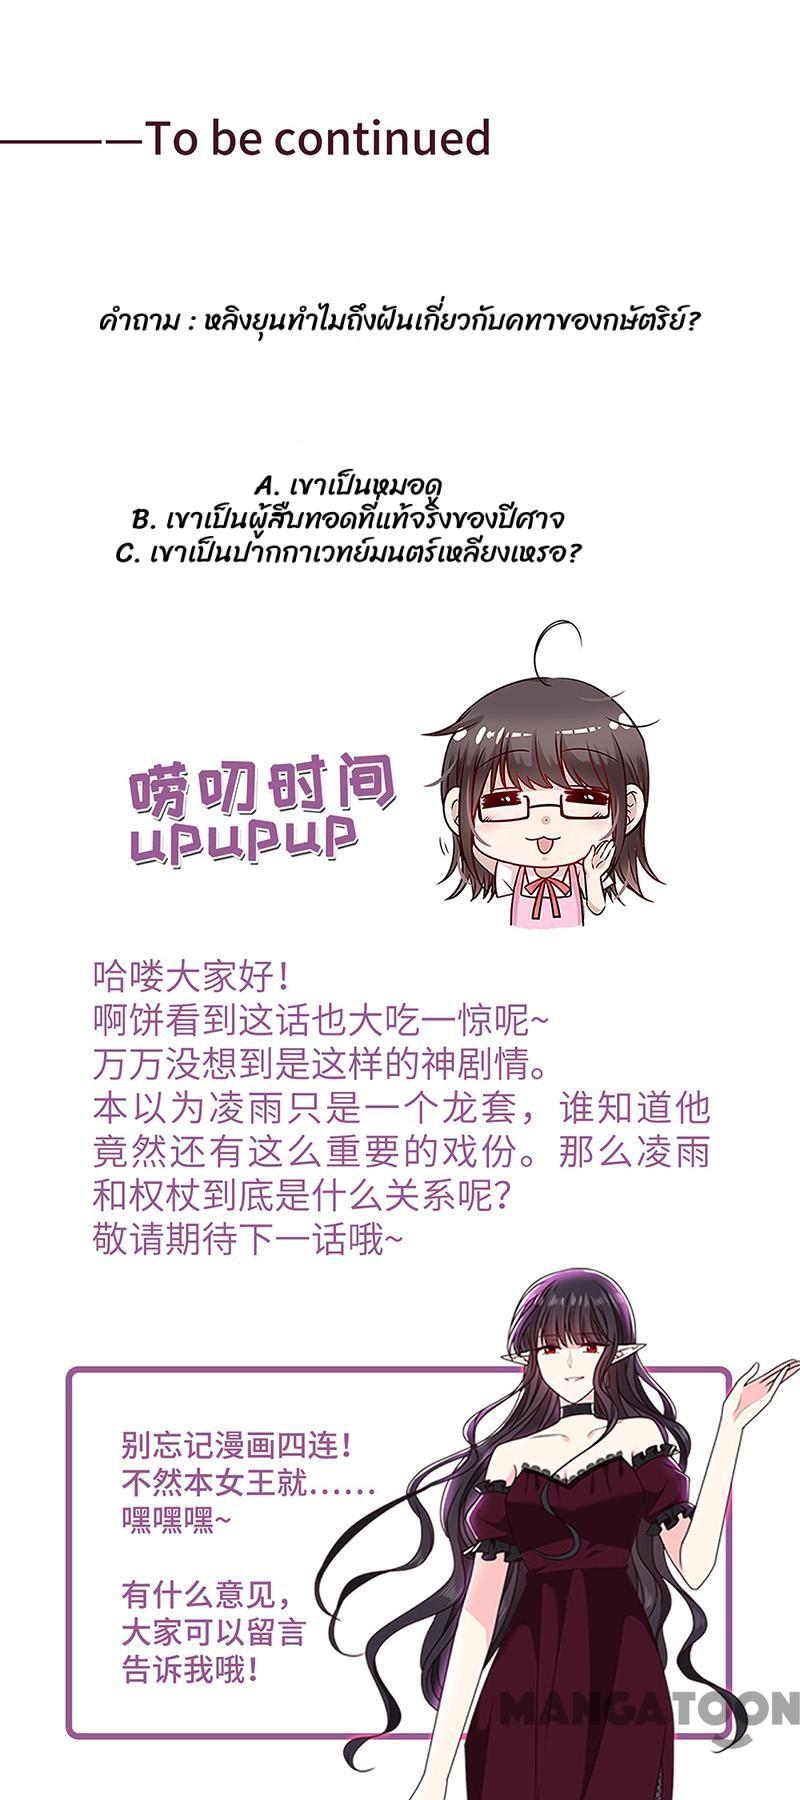 ——To be continued
คำถาม : หลิงยุนทำไมถึงฝันเกี่ยวกับคทาของกษัตริย์?
A. เขาเป็นหมอดู
B. เขาเป็นผู้สืบทอดที่แท้จริงของปีศาจ
C. เขาเป็นปากกาเวทย์มนตร์เหลียงเหรอ?
唠叨时间
upupup
哈喽大家好！
啊饼看到这话也大吃一惊呢~
万万没想到是这样的神剧情。
本以为凌雨只是一个龙套，谁知道他
竟然还有这么重要的戏份。那么凌雨
和权杖到底是什么关系呢？
敬请期待下一话哦~
别忘记漫画四连！
不然本女王就……
嘿嘿嘿~
有什么意见，
大家可以留言
告诉我哦！
MANGATOON